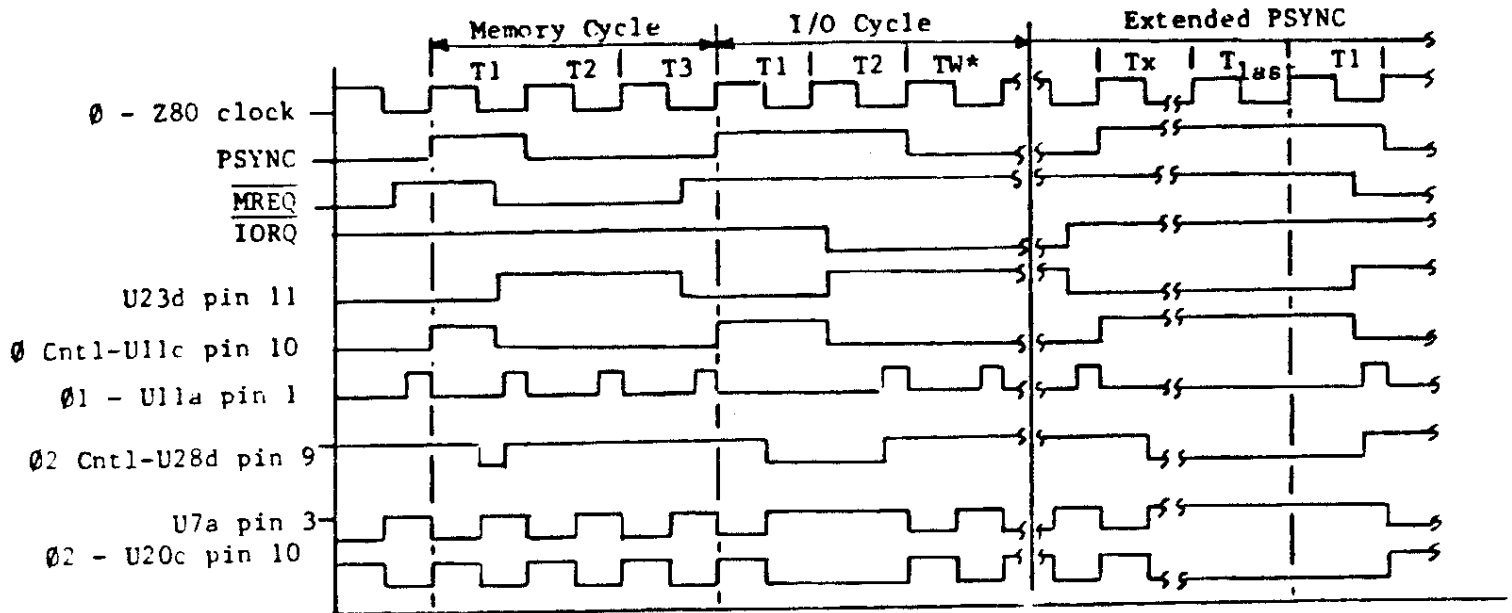 Memory Cycle I/O Cycle Extended PSYNC
T1 T2 T3 T1 T2 TW* Tx Tlas T1
Ø - Z80 clock
PSYNC
MREQ
IORQ
U23d pin 11
Ø Cntl-U11c pin 10
Ø1 - U11a pin 1
Ø2 Cntl-U28d pin 9
U7a pin 3
Ø2 - U20c pin 10